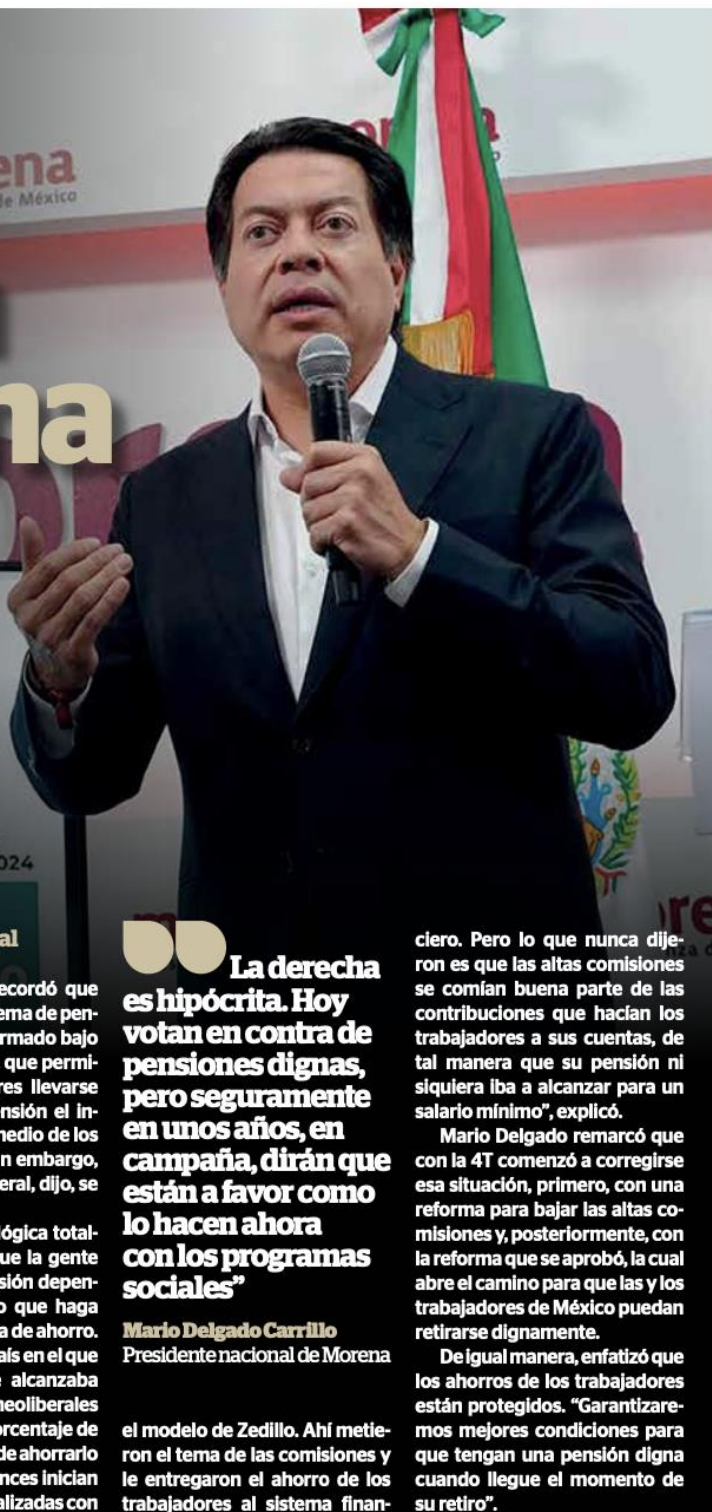 ena
de México
na
024
al
ecordó que
ema de pen-
rmado bajo
que permi-
res llevarse
ensión el in-
medio de los
n embargo,
eral, dijo, se
lógica total-
ue la gente
sión depen-
o que haga
a de ahorro.
aís en el que
e alcanzaba
neoliberales
orcentaje de
de ahorrarlo
nces inician
alizadas con
La derecha
es hipócrita. Hoy
votan en contra de
pensiones dignas,
pero seguramente
en unos años, en
campaña, dirán que
están a favor como
lo hacen ahora
con los programas
sociales”
Mario Delgado Carrillo
Presidente nacional de Morena
el modelo de Zedillo. Ahí metie-
ron el tema de las comisiones y
le entregaron el ahorro de los
trabajadores al sistema finan-
ciero. Pero lo que nunca dije-
ron es que las altas comisiones
se comían buena parte de las
contribuciones que hacían los
trabajadores a sus cuentas, de
tal manera que su pensión ni
siquiera iba a alcanzar para un
salario mínimo”, explicó.
Mario Delgado remarcó que
con la 4T comenzó a corregirse
esa situación, primero, con una
reforma para bajar las altas co-
misiones y, posteriormente, con
la reforma que se aprobó, la cual
abre el camino para que las y los
trabajadores de México puedan
retirarse dignamente.
De igual manera, enfatizó que
los ahorros de los trabajadores
están protegidos. “Garantizare-
mos mejores condiciones para
que tengan una pensión digna
cuando llegue el momento de
su retiro”.